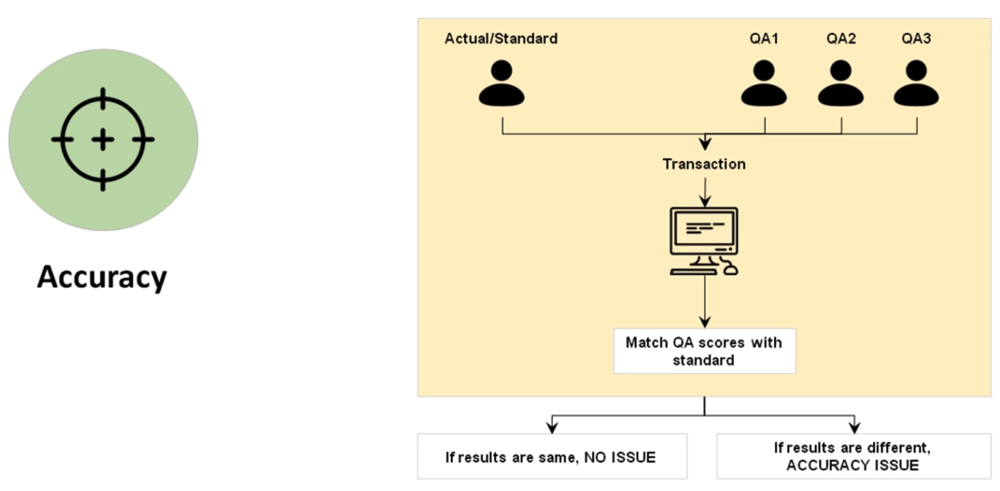 Accuracy
Actual/Standard
QA1
QA2
QA3
Transaction
Match QA scores with
standard
If results are same, NO ISSUE
If results are different,
ACCURACY ISSUE